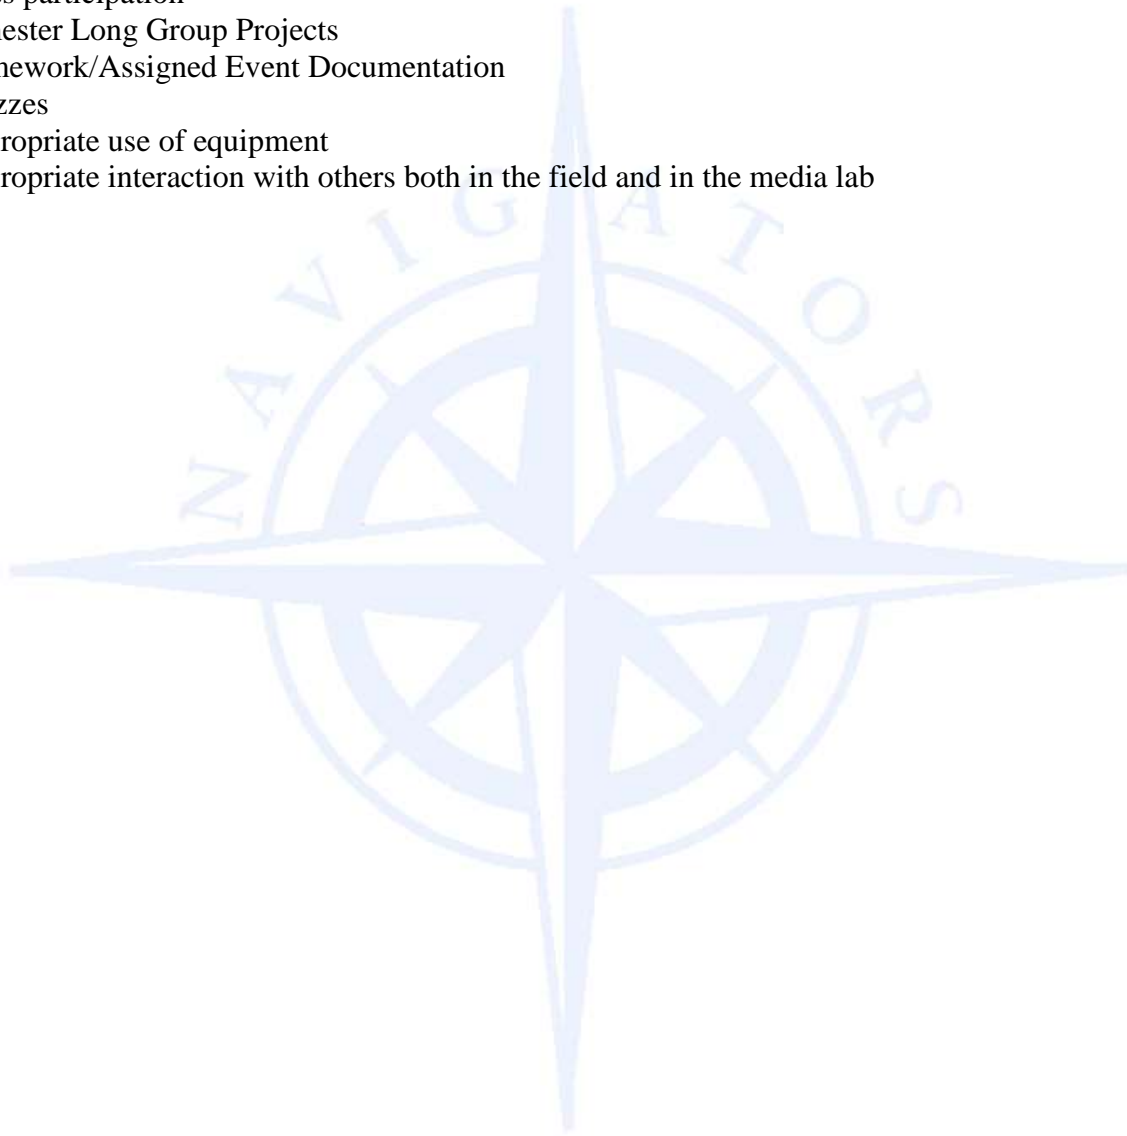 s participation
ester Long Group Projects
nework/Assigned Event Documentation
zzes
ropriate use of equipment
ropriate interaction with others both in the field and in the media lab
NAVIGATORS